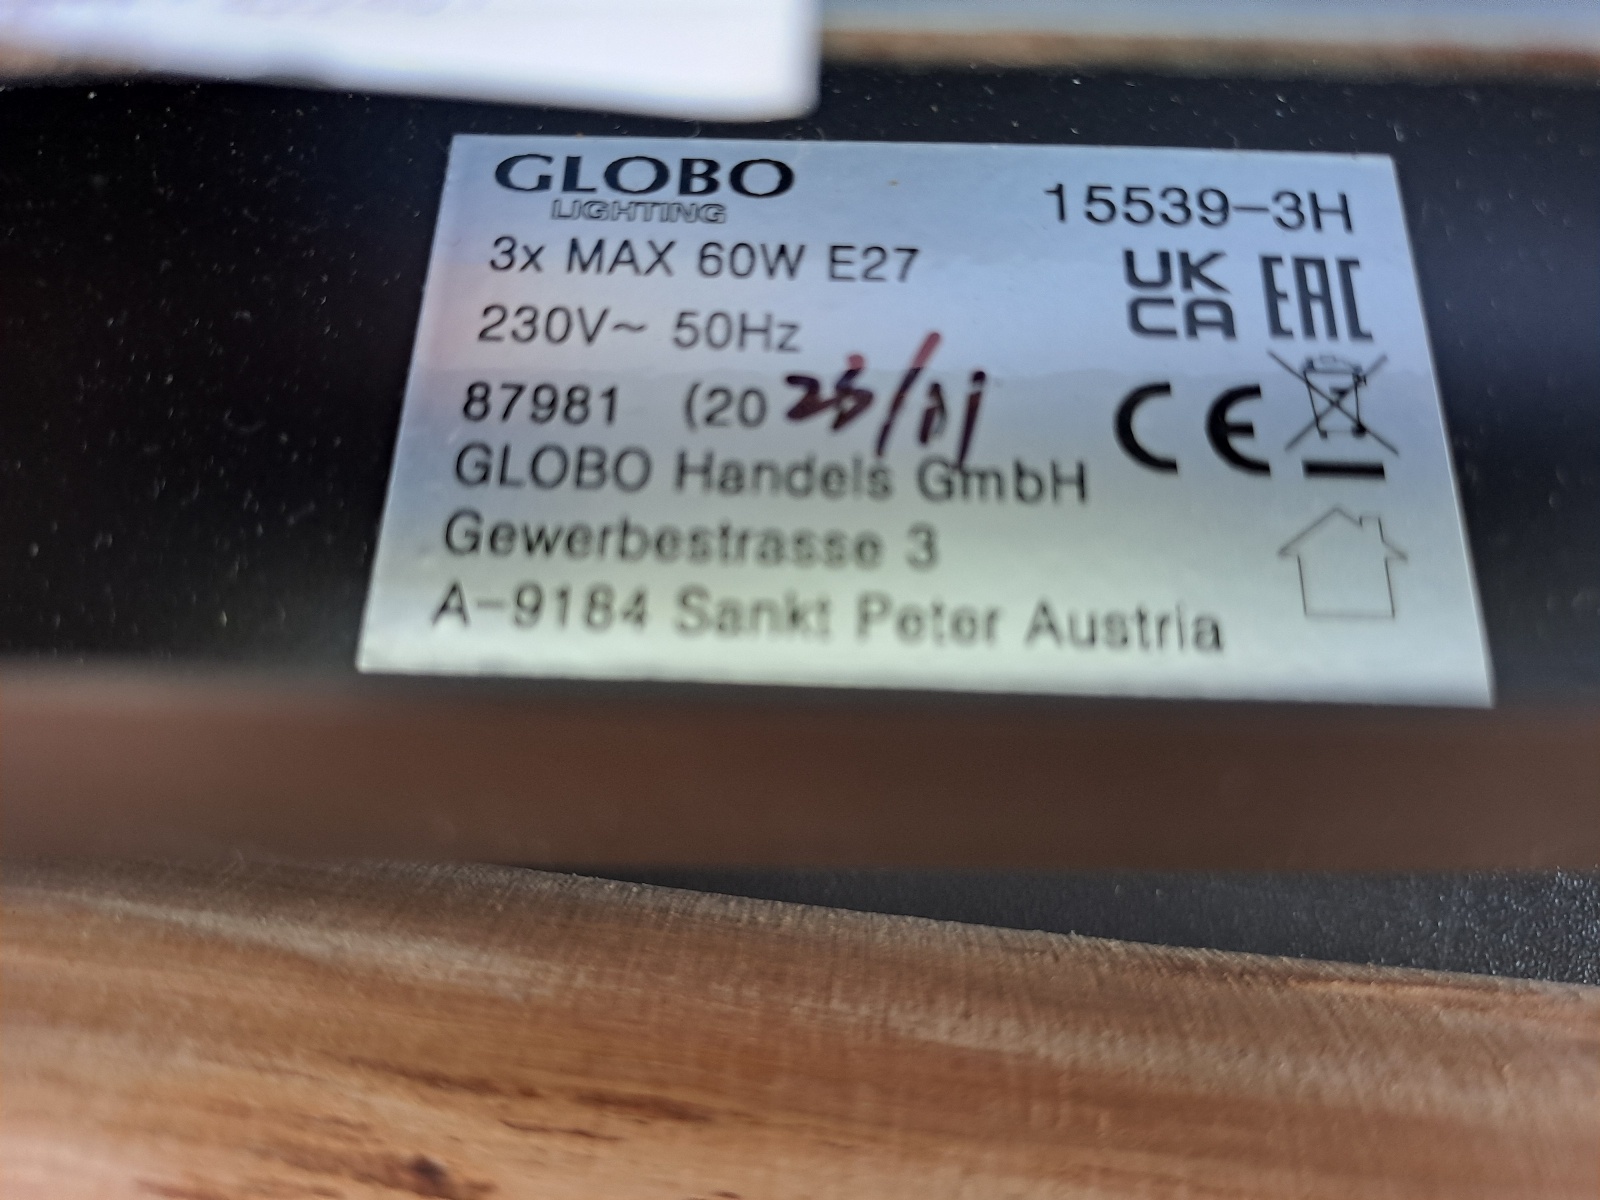 GLOBO
LIGHTING
15539-3H
3x MAX 60W E27
UK
CA
EAC
230V~ 50Hz
87981 (20
CE
GLOBO Handels GmbH
Gewerbestrasse 3
A-9184 Sankt Peter Austria